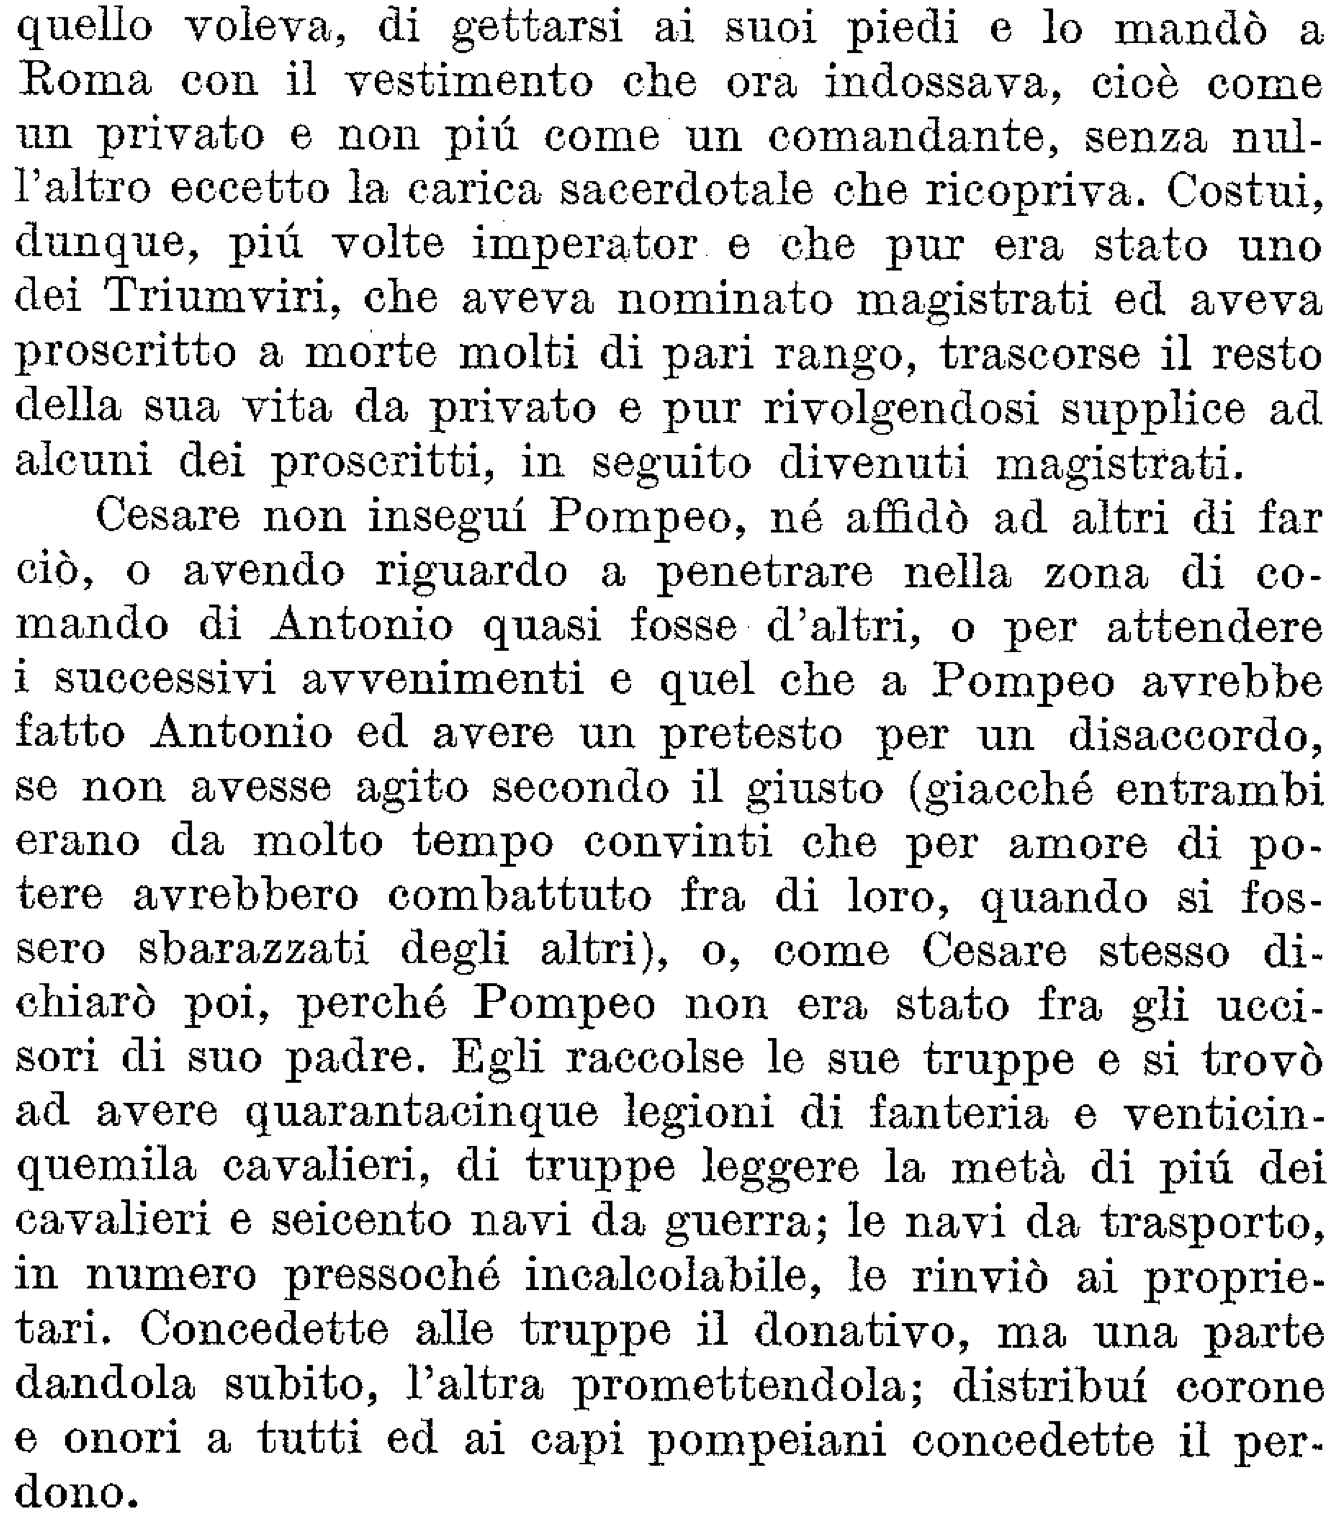 quello voleva, di gettarsi ai suoi piedi e lo mandò a
Roma con il vestimento che ora indossava, cioè come
un privato e non piú come un comandante, senza nul-
l'altro eccetto la carica sacerdotale che ricopriva. Costui,
dunque, piú volte imperator e che pur era stato uno
dei Triumviri, che aveva nominato magistrati ed aveva
proscritto a morte molti di pari rango, trascorse il resto
della sua vita da privato e pur rivolgendosi supplice ad
alcuni dei proscritti, in seguito divenuti magistrati.
Cesare non inseguí Pompeo, né affidò ad altri di far
ciò, o avendo riguardo a penetrare nella zona di co-
mando di Antonio quasi fosse d'altri, o per attendere
i successivi avvenimenti e quel che a Pompeo avrebbe
fatto Antonio ed avere un pretesto per un disaccordo,
se non avesse agito secondo il giusto (giacché entrambi
erano da molto tempo convinti che per amore di po-
tere avrebbero combattuto fra di loro, quando si fos-
sero sbarazzati degli altri), o, come Cesare stesso di-
chiarò poi, perché Pompeo non era stato fra gli ucci-
sori di suo padre. Egli raccolse le sue truppe e si trovò
ad avere quarantacinque legioni di fanteria e venticin-
quemila cavalieri, di truppe leggere la metà di piú dei
cavalieri e seicento navi da guerra; le navi da trasporto,
in numero pressoché incalcolabile, le rinviò ai proprie-
tari. Concedette alle truppe il donativo, ma una parte
dandola subito, l'altra promettendola; distribuí corone
e onori a tutti ed ai capi pompeiani concedette il per-
dono.